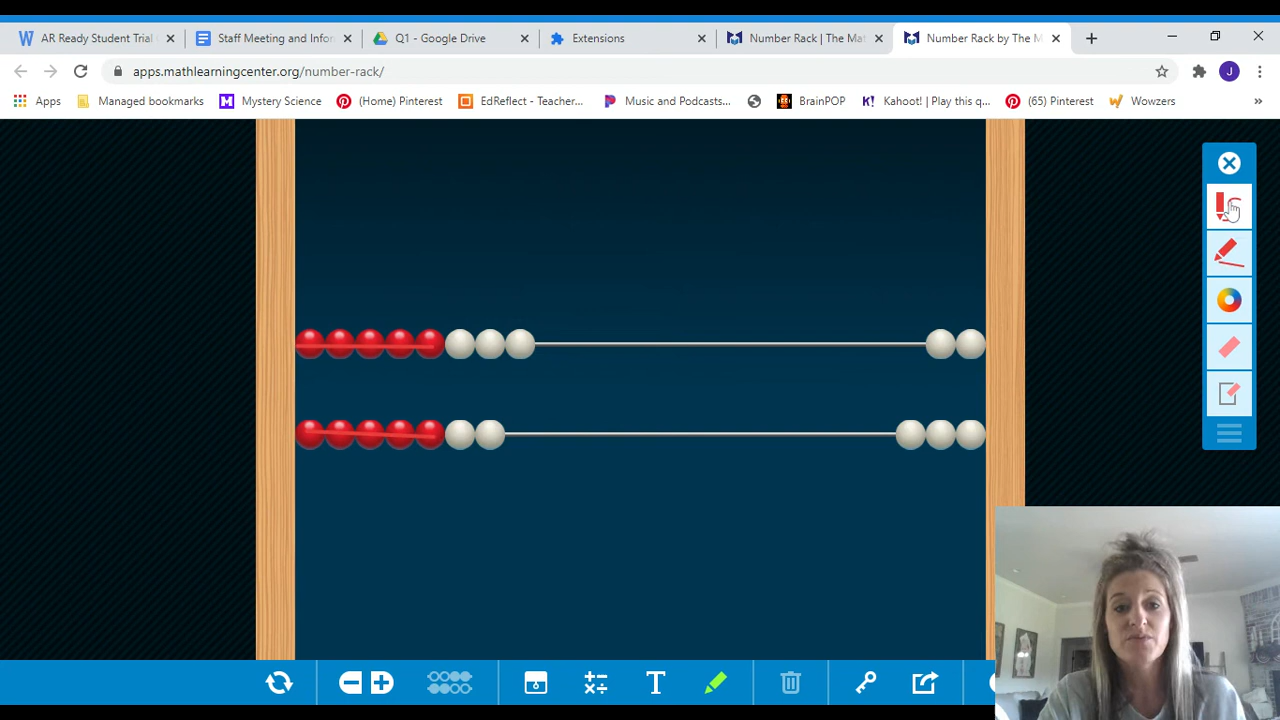 AR Ready Student Trial
Staff Meeting and Infor
Q1 - Google Drive
Extensions
Number Rack | The Mat
Number Rack by The M
apps.mathlearningcenter.org/number-rack/
J
Apps
Managed bookmarks
Mystery Science
(Home) Pinterest
EdReflect - Teacher...
Music and Podcasts...
BrainPOP
Kahoot! | Play this q...
(65) Pinterest
Wowzers
T